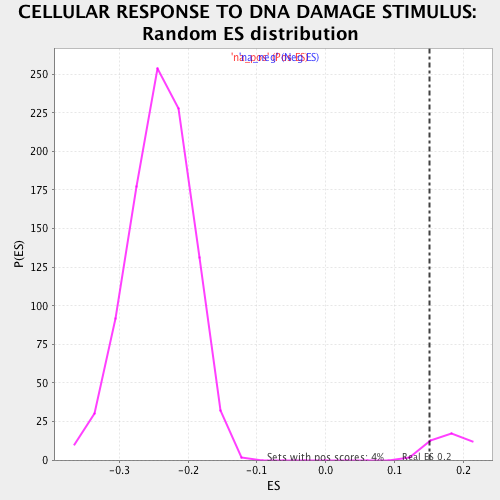 CELLULAR RESPONSE TO DNA DAMAGE STIMULUS:
Random ES distribution
250
225
200
175
150
125
100
75
50
25
0
P(ES)
Sets with pos scores: 4%
Real ES 0.2
−0.3 −0.2 −0.1 0.0 0.1 0.2
ES